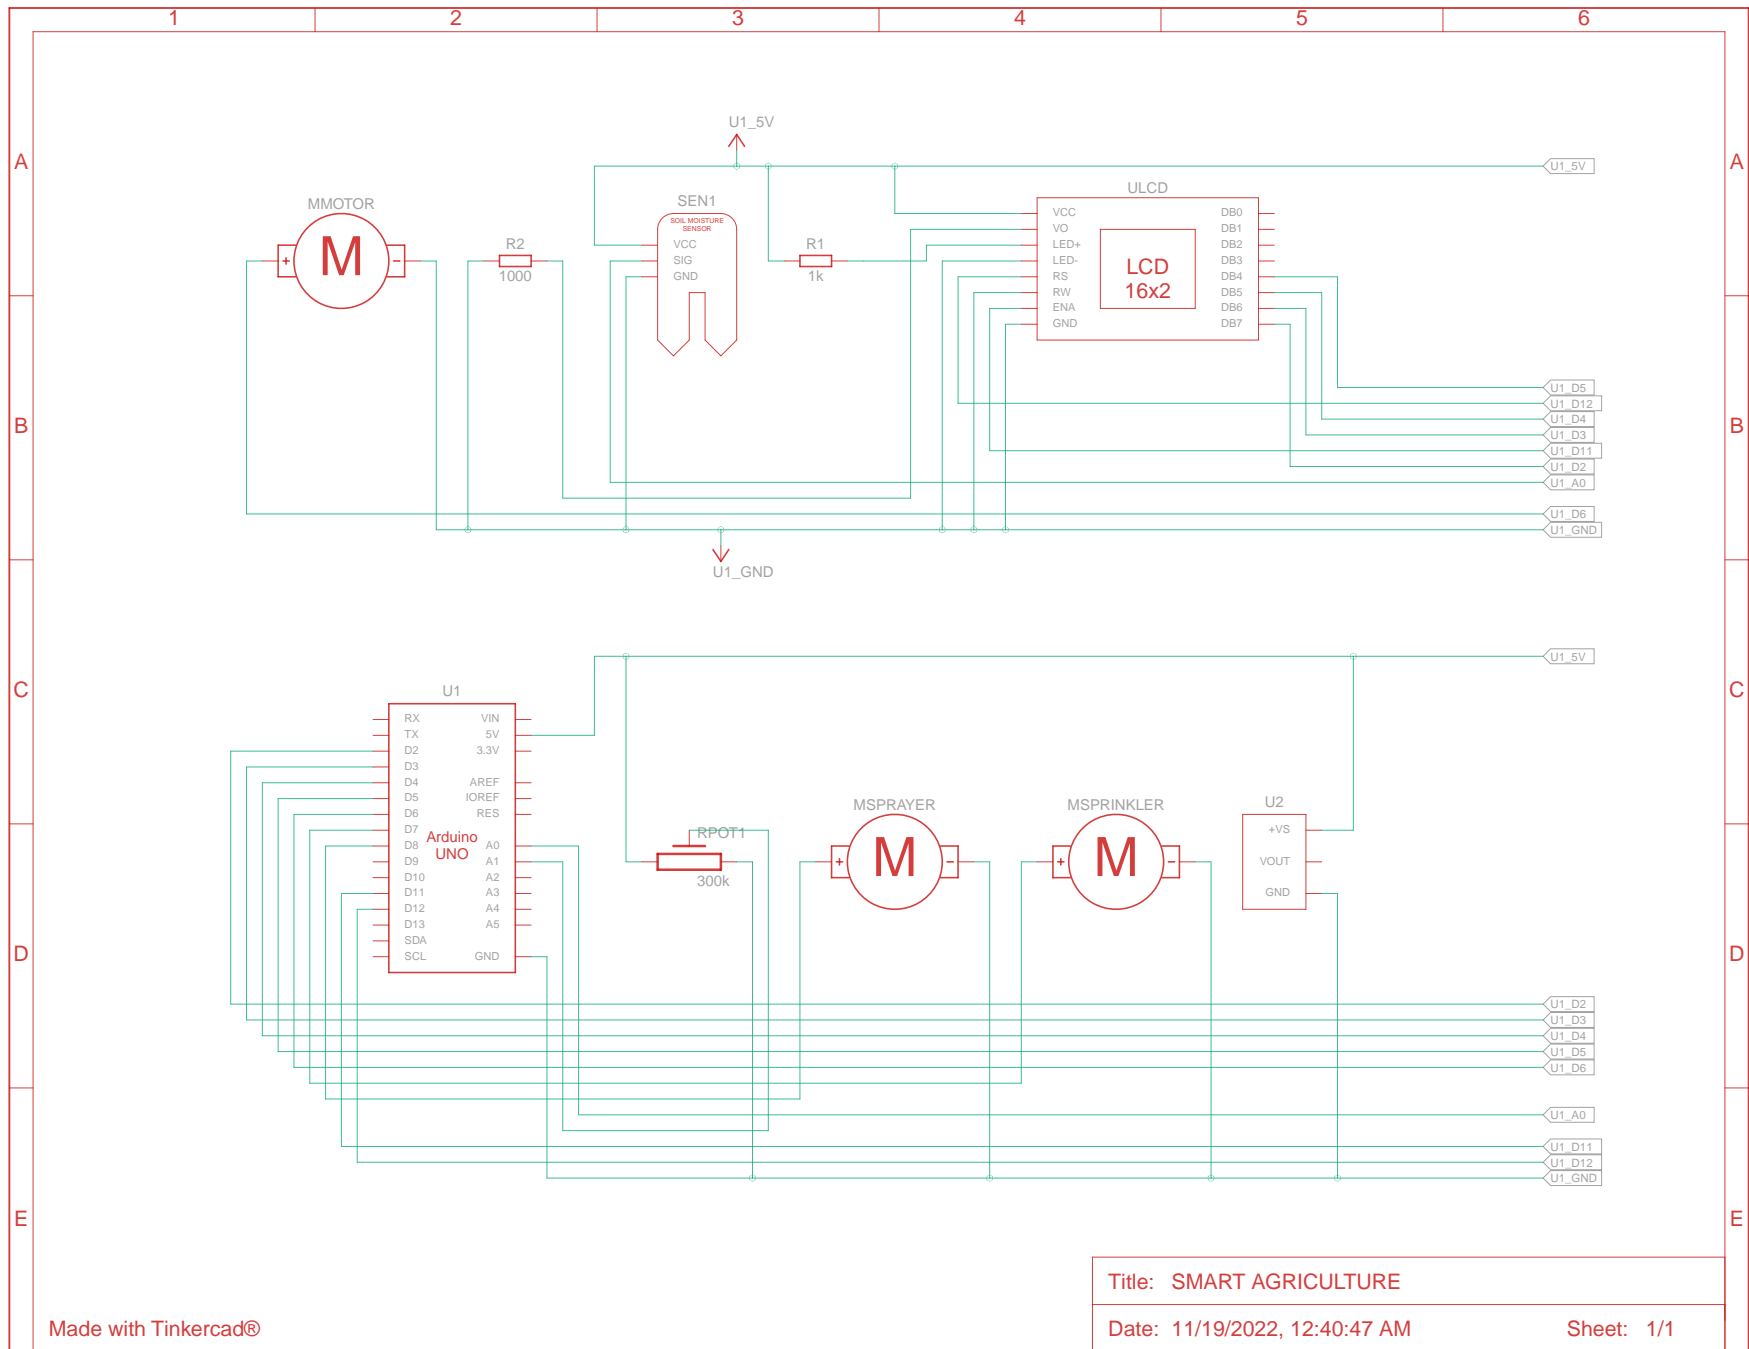 1 2 3 4 5 6
U1_5V
A A
U1_5V
MMOTOR
M
+ -
R2
1000
SEN1
SOIL MOISTURE
SENSOR
VCC
SIG
GND
R1
1k
ULCD
VCC DB0
VO DB1
LED+ DB2
LED- DB3
RS DB4
RW DB5
ENA DB6
GND DB7
LCD
16x2
B B
U1_D5
U1_D12
U1_D4
U1_D3
U1_D11
U1_D2
U1_A0
U1_D6
U1_GND
U1_GND
C C
U1_5V
U1
RX VIN
TX 5V
D2 3.3V
D3
D4 AREF
D5 IOREF
D6 RES
D7
D8 A0
D9 A1
D10 A2
D11 A3
D12 A4
D13 A5
SDA
SCL GND
Arduino
UNO
RPOT1
300k
MSPRAYER
M
+ -
MSPRINKLER
M
+ -
U2
+VS
VOUT
GND
D D
U1_D2
U1_D3
U1_D4
U1_D5
U1_D6
U1_A0
U1_D11
U1_D12
U1_GND
E E
Title: SMART AGRICULTURE
Made with Tinkercad®
Date: 11/19/2022, 12:40:47 AM Sheet: 1/1